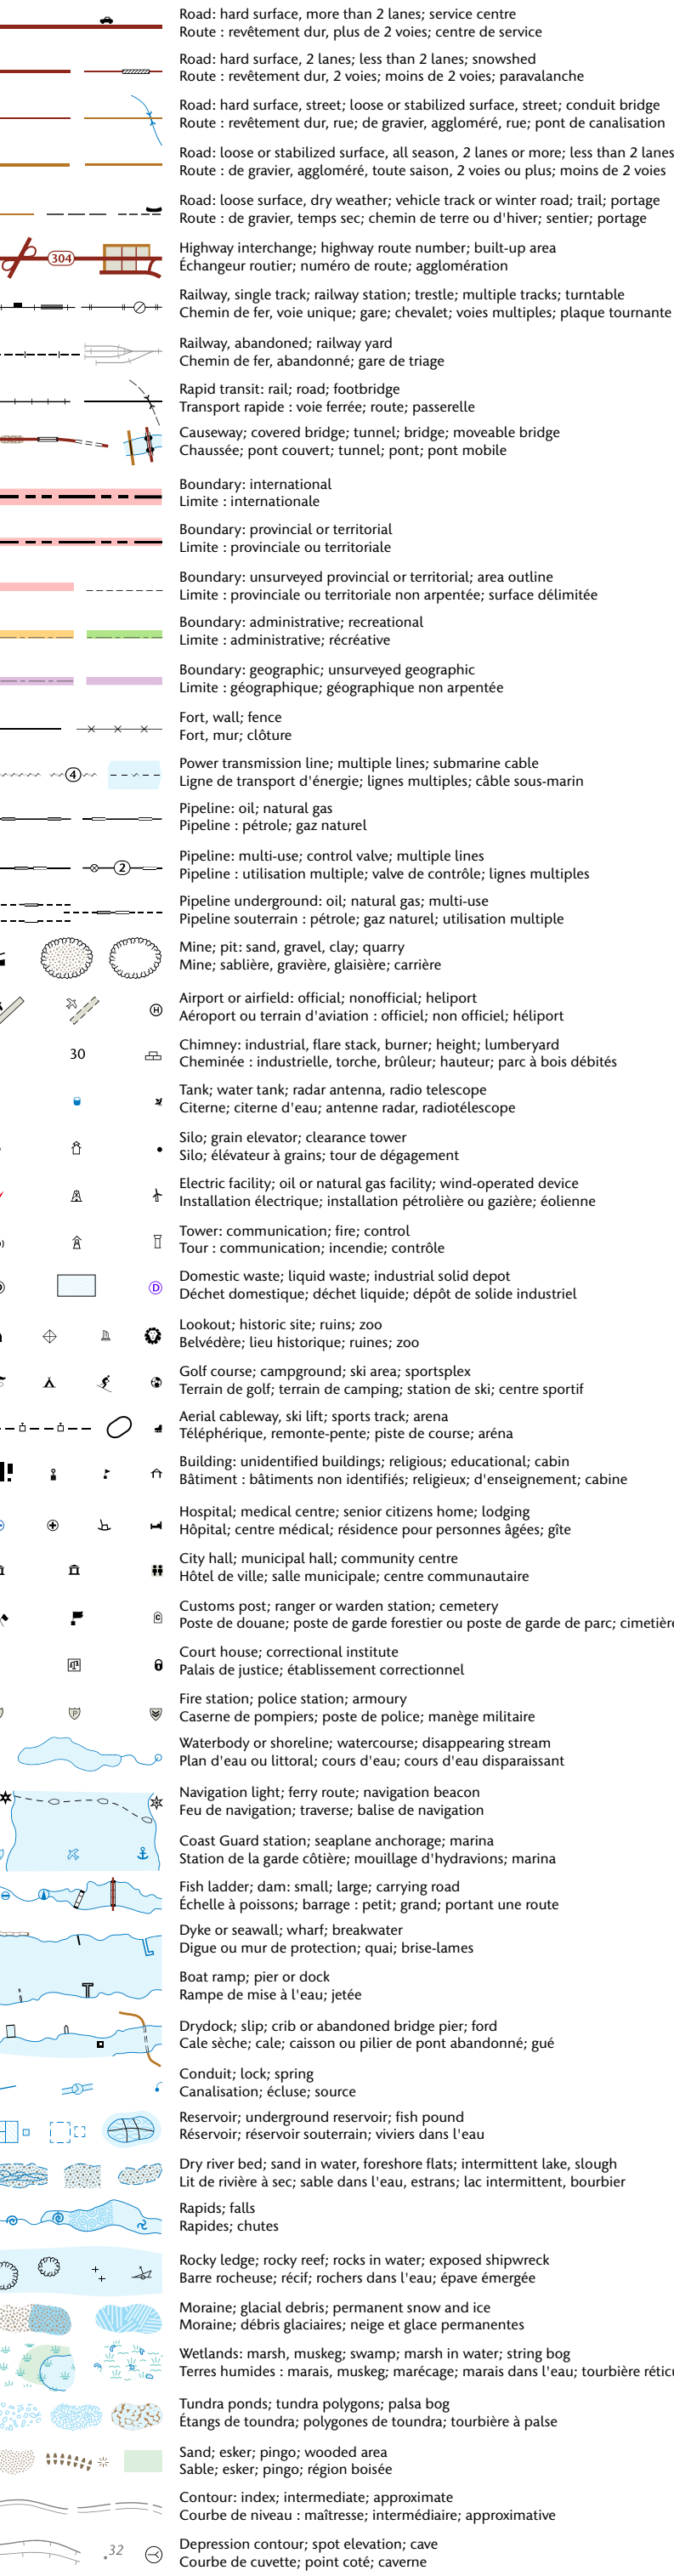 Road: hard surface, more than 2 lanes; service centre
Route : revêtement dur, plus de 2 voies; centre de service
Road: hard surface, 2 lanes; less than 2 lanes; snowshed
Route : revêtement dur, 2 voies; moins de 2 voies; paravalanche
Road: hard surface, street; loose or stabilized surface, street; conduit bridge
Route : revêtement dur, rue; de gravier, aggloméré, rue; pont de canalisation
Road: loose or stabilized surface, all season, 2 lanes or more; less than 2 lanes
Route : de gravier, aggloméré, toute saison, 2 voies ou plus; moins de 2 voies
Road: loose surface, dry weather; vehicle track or winter road; trail; portage
Route : de gravier, temps sec; chemin de terre ou d'hiver; sentier; portage
304
Highway interchange; highway route number; built-up area
Échangeur routier; numéro de route; agglomération
Railway, single track; railway station; trestle; multiple tracks; turntable
Chemin de fer, voie unique; gare; chevalet; voies multiples; plaque tournante
Railway, abandoned; railway yard
Chemin de fer, abandonné; gare de triage
Rapid transit: rail; road; footbridge
Transport rapide : voie ferrée; route; passerelle
Causeway; covered bridge; tunnel; bridge; moveable bridge
Chaussée; pont couvert; tunnel; pont; pont mobile
Boundary: international
Limite : internationale
Boundary: provincial or territorial
Limite : provinciale ou territoriale
Boundary: unsurveyed provincial or territorial; area outline
Limite : provinciale ou territoriale non arpentée; surface délimitée
Boundary: administrative; recreational
Limite : administrative; récréative
Boundary: geographic; unsurveyed geographic
Limite : géographique; géographique non arpentée
Fort, wall; fence
Fort, mur; clôture
4
Power transmission line; multiple lines; submarine cable
Ligne de transport d'énergie; lignes multiples; câble sous-marin
Pipeline: oil; natural gas
Pipeline : pétrole; gaz naturel
2
Pipeline: multi-use; control valve; multiple lines
Pipeline : utilisation multiple; valve de contrôle; lignes multiples
Pipeline underground: oil; natural gas; multi-use
Pipeline souterrain : pétrole; gaz naturel; utilisation multiple
Mine; pit: sand, gravel, clay; quarry
Mine; sablière, gravière, glaisière; carrière
H
Airport or airfield: official; nonofficial; heliport
Aéroport ou terrain d'aviation : officiel; non officiel; héliport
30
Chimney: industrial, flare stack, burner; height; lumberyard
Cheminée : industrielle, torche, brûleur; hauteur; parc à bois débités
Tank; water tank; radar antenna, radio telescope
Citerne; citerne d'eau; antenne radar, radiotélescope
Silo; grain elevator; clearance tower
Silo; élévateur à grains; tour de dégagement
Electric facility; oil or natural gas facility; wind-operated device
Installation électrique; installation pétrolière ou gazière; éolienne
Tower: communication; fire; control
Tour : communication; incendie; contrôle
D
Domestic waste; liquid waste; industrial solid depot
Déchet domestique; déchet liquide; dépôt de solide industriel
Lookout; historic site; ruins; zoo
Belvédère; lieu historique; ruines; zoo
Golf course; campground; ski area; sportsplex
Terrain de golf; terrain de camping; station de ski; centre sportif
Aerial cableway, ski lift; sports track; arena
Téléphérique, remonte-pente; piste de course; aréna
Building: unidentified buildings; religious; educational; cabin
Bâtiment : bâtiments non identifiés; religieux; d'enseignement; cabine
Hospital; medical centre; senior citizens home; lodging
Hôpital; centre médical; résidence pour personnes âgées; gîte
City hall; municipal hall; community centre
Hôtel de ville; salle municipale; centre communautaire
C
Customs post; ranger or warden station; cemetery
Poste de douane; poste de garde forestier ou poste de garde de parc; cimetière
Court house; correctional institute
Palais de justice; établissement correctionnel
P
Fire station; police station; armoury
Caserne de pompiers; poste de police; manège militaire
Waterbody or shoreline; watercourse; disappearing stream
Plan d'eau ou littoral; cours d'eau; cours d'eau disparaissant
Navigation light; ferry route; navigation beacon
Feu de navigation; traverse; balise de navigation
Coast Guard station; seaplane anchorage; marina
Station de la garde côtière; mouillage d'hydravions; marina
Fish ladder; dam: small; large; carrying road
Échelle à poissons; barrage : petit; grand; portant une route
Dyke or seawall; wharf; breakwater
Digue ou mur de protection; quai; brise-lames
Boat ramp; pier or dock
Rampe de mise à l'eau; jetée
Drydock; slip; crib or abandoned bridge pier; ford
Cale sèche; cale; caisson ou pilier de pont abandonné; gué
Conduit; lock; spring
Canalisation; écluse; source
Reservoir; underground reservoir; fish pound
Réservoir; réservoir souterrain; viviers dans l'eau
Dry river bed; sand in water, foreshore flats; intermittent lake, slough
Lit de rivière à sec; sable dans l'eau, estrans; lac intermittent, bourbier
Rapids; falls
Rapides; chutes
Rocky ledge; rocky reef; rocks in water; exposed shipwreck
Barre rocheuse; récif; rochers dans l'eau; épave émergée
Moraine; glacial debris; permanent snow and ice
Moraine; débris glaciaires; neige et glace permanentes
Wetlands: marsh, muskeg; swamp; marsh in water; string bog
Terres humides : marais, muskeg; marécage; marais dans l'eau; tourbière réticu
Tundra ponds; tundra polygons; palsa bog
Étangs de toundra; polygones de toundra; tourbière à palse
Sand; esker; pingo; wooded area
Sable; esker; pingo; région boisée
Contour: index; intermediate; approximate
Courbe de niveau : maîtresse; intermédiaire; approximative
.32
Depression contour; spot elevation; cave
Courbe de cuvette; point coté; caverne